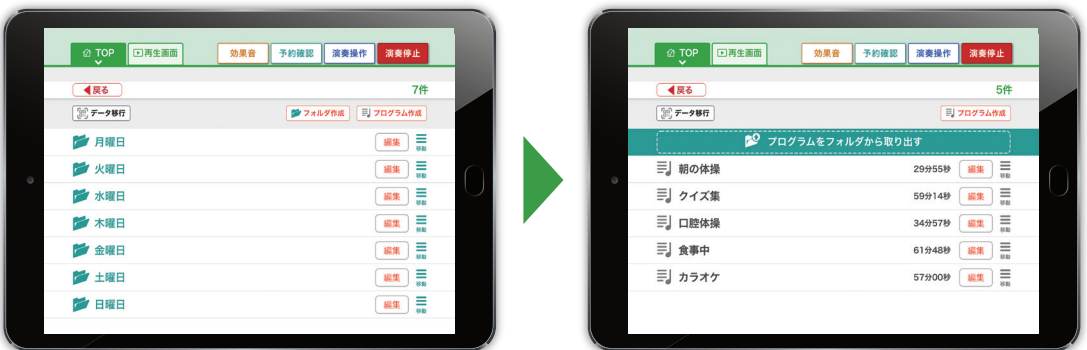 TOP 再生画面 効果音 予約確認 演奏操作 演奏停止
戻る 7件
データ移行 フォルダ作成 プログラム作成
月曜日 編集 移動
火曜日 編集 移動
水曜日 編集 移動
木曜日 編集 移動
金曜日 編集 移動
土曜日 編集 移動
日曜日 編集 移動
TOP 再生画面 効果音 予約確認 演奏操作 演奏停止
戻る 5件
データ移行 プログラム作成
プログラムをフォルダから取り出す
朝の体操 29分55秒 編集 移動
クイズ集 59分14秒 編集 移動
口腔体操 34分57秒 編集 移動
食事中 61分48秒 編集 移動
カラオケ 57分00秒 編集 移動